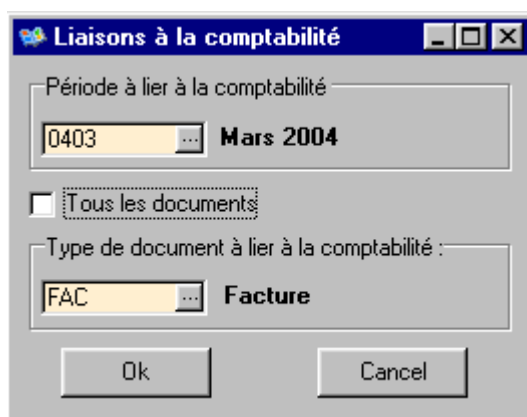 Liaisons à la comptabilité
Période à lier à la comptabilité
0403 ... Mars 2004
Tous les documents
Type de document à lier à la comptabilité :
FAC ... Facture
Ok Cancel